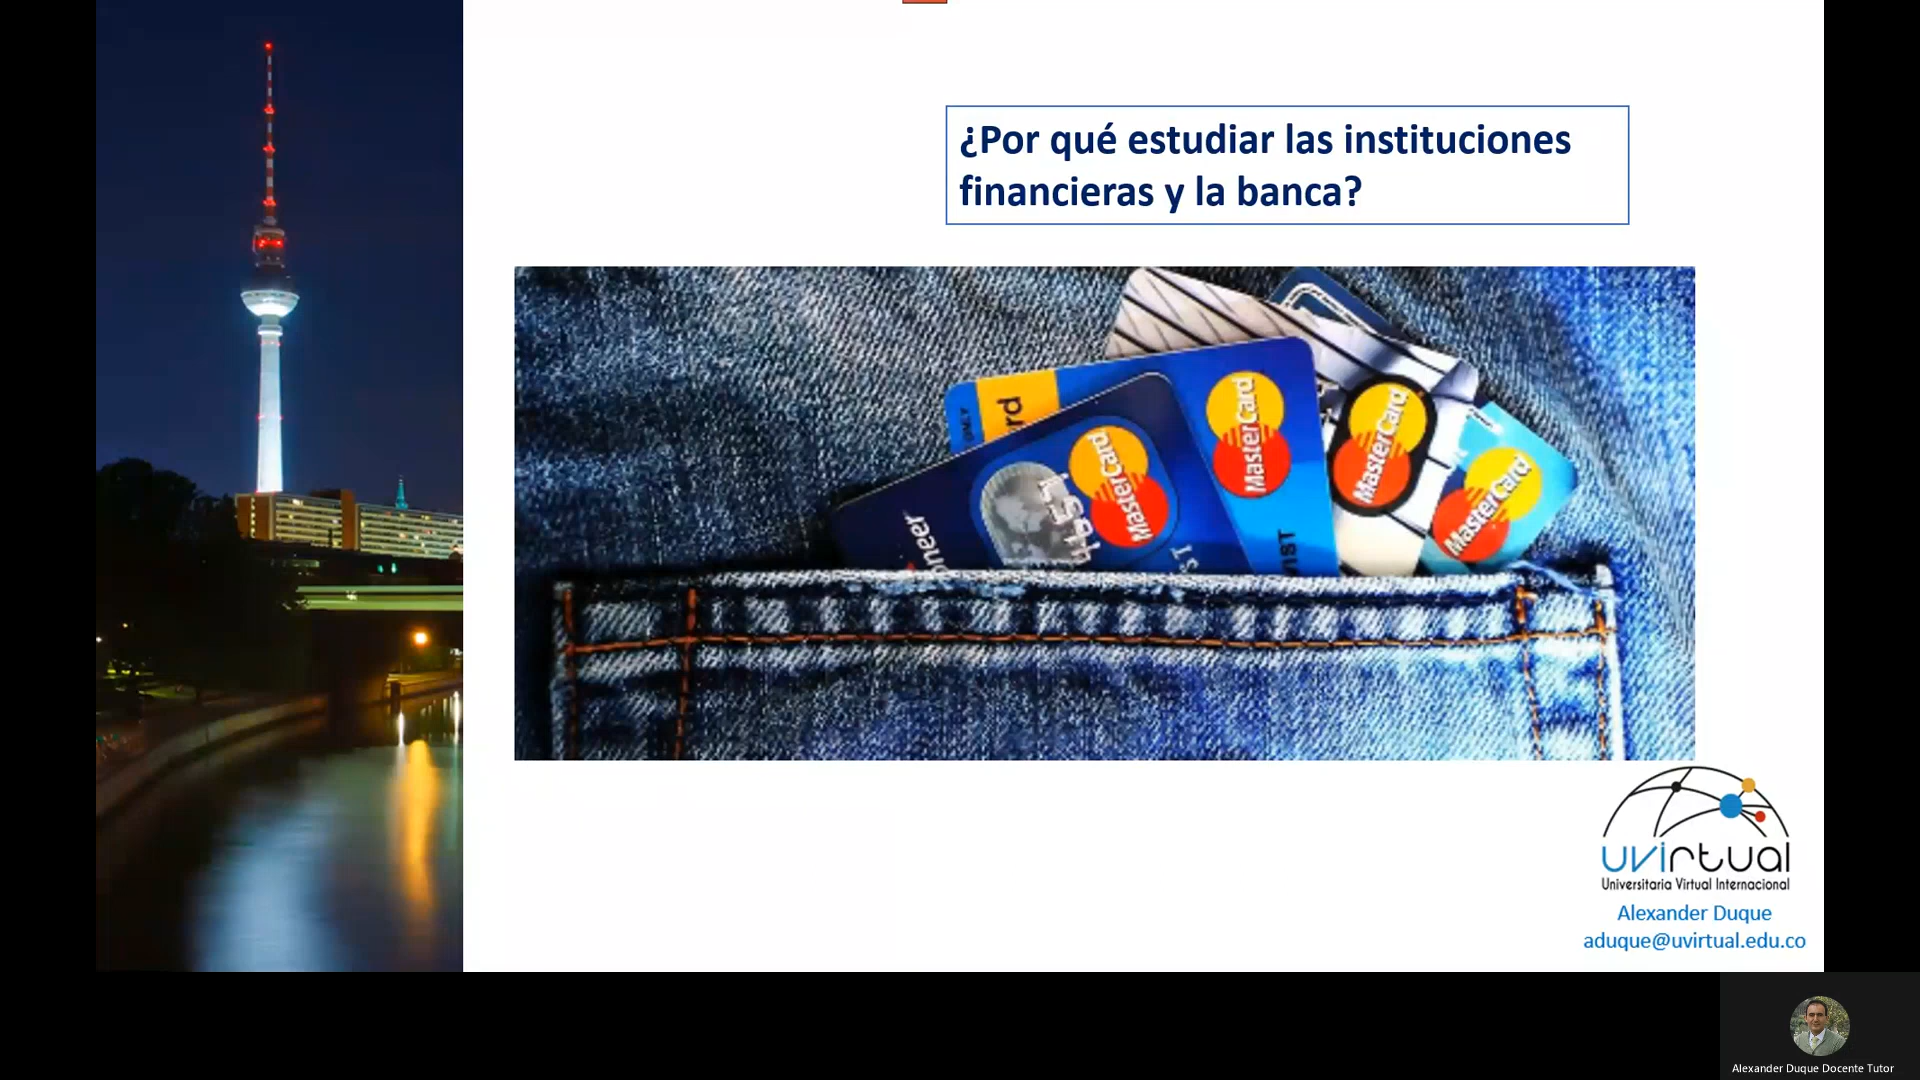 ¿Por qué estudiar las instituciones
financieras y la banca?
MasterCard
MasterCard
MasterCard
MasterCard
uvirtual
Universitaria Virtual Internacional
Alexander Duque
aduque@uvirtual.edu.co
Alexander Duque Docente Tutor